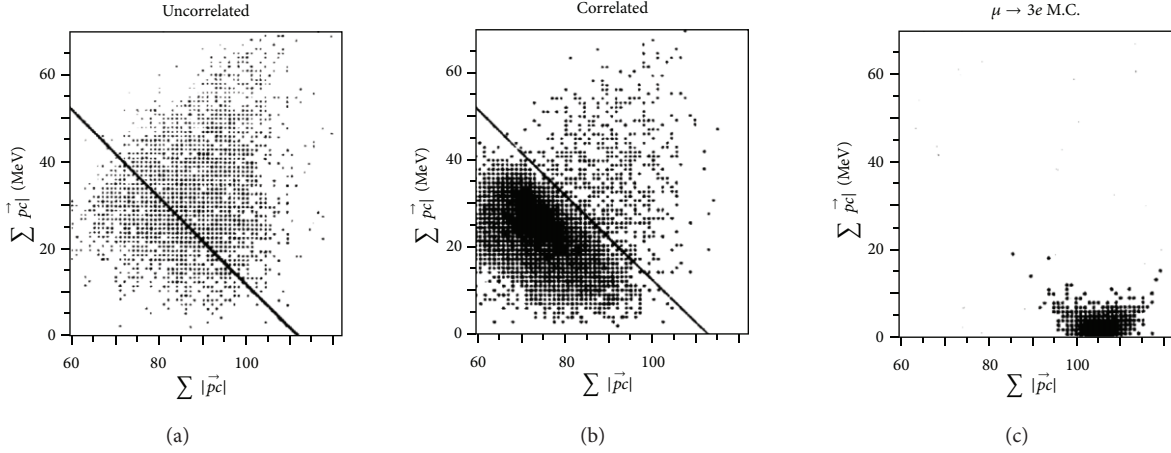 Uncorrelated
60
40
20
0
∑ |p⃗c| (MeV)
60 80 100
∑ |p⃗c|
(a)
Correlated
60
40
20
0
∑ p⃗c| (MeV)
60 80 100
∑ |p⃗c|
(b)
μ → 3e M.C.
60
40
20
0
∑ p⃗c| (MeV)
60 80 100
∑ |p⃗c|
(c)